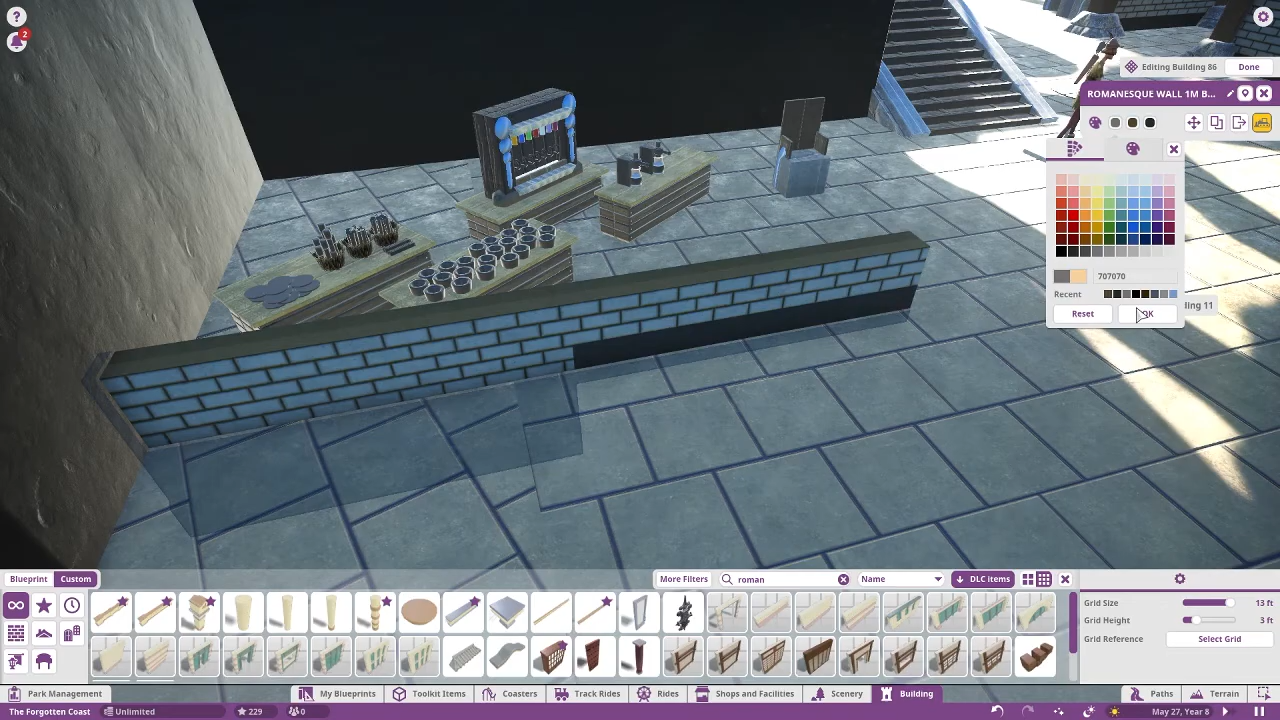 ?
2
Editing Building 86
Done
ROMANESQUE WALL 1M B...
707070
Recent
Reset
OK
ling 11
Blueprint
Custom
More Filters
roman
Name
DLC items
Grid Size
13 ft
Grid Height
3 ft
Grid Reference
Select Grid
Park Management
My Blueprints
Toolkit Items
Coasters
Track Rides
Rides
Shops and Facilities
Scenery
Building
Paths
Terrain
The Forgotten Coast
Unlimited
229
0
May 27, Year 8